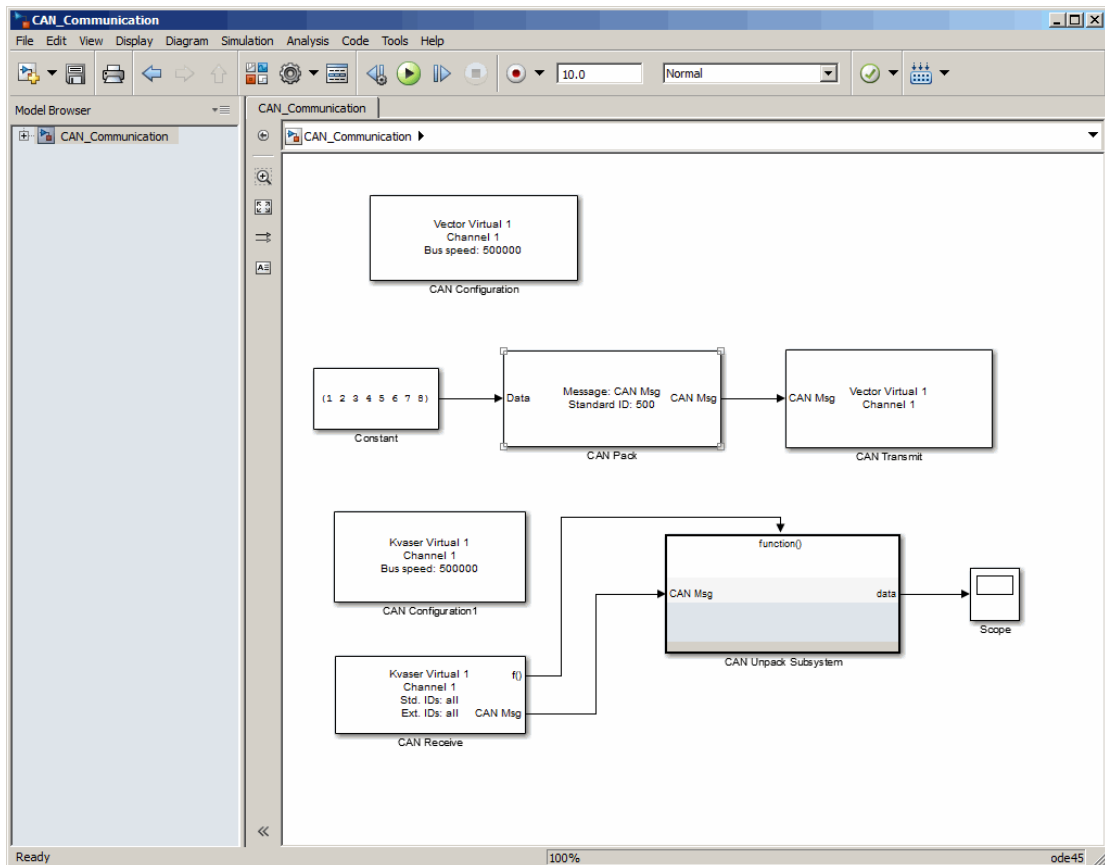 CAN_Communication
File Edit View Display Diagram Simulation Analysis Code Tools Help
10.0 Normal
Model Browser
CAN_Communication
CAN_Communication
CAN_Communication
Vector Virtual 1
Channel 1
Bus speed: 500000
CAN Configuration
(1 2 3 4 5 6 7 8)
Constant
Data
Message: CAN Msg
Standard ID: 500
CAN Msg
CAN Pack
CAN Msg
Vector Virtual 1
Channel 1
CAN Transmit
Kvaser Virtual 1
Channel 1
Bus speed: 500000
CAN Configuration1
function()
CAN Msg
data
CAN Unpack Subsystem
Scope
Kvaser Virtual 1
Channel 1
Std. IDs: all
Ext. IDs: all
f()
CAN Msg
CAN Receive
Ready 100% ode45